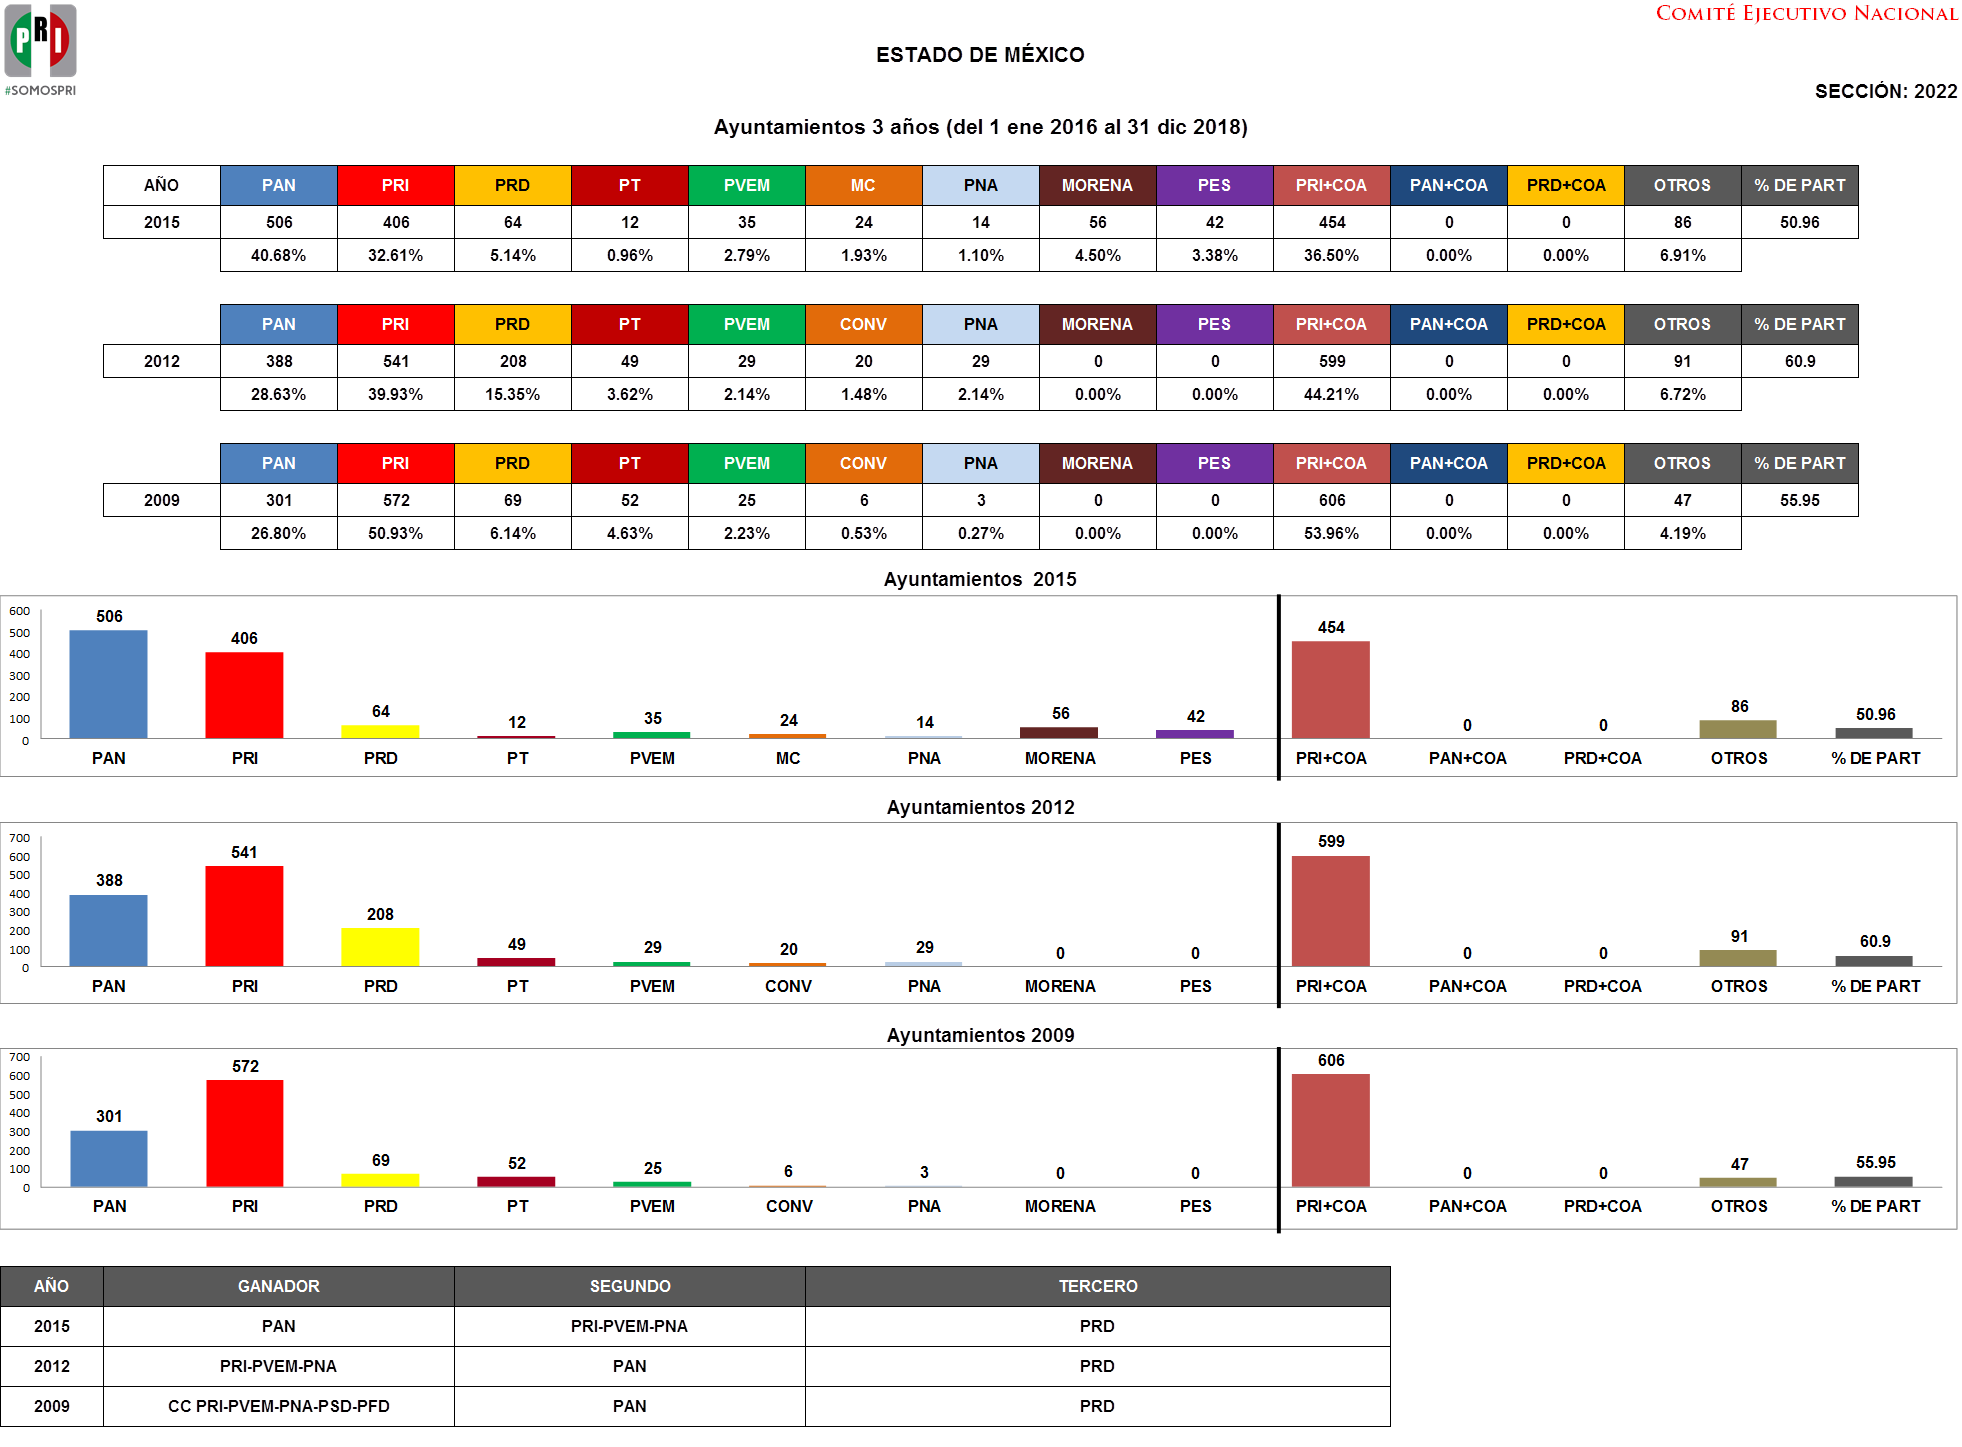 PRI
#SOMOSPRI
COMITÉ EJECUTIVO NACIONAL
ESTADO DE MÉXICO
SECCIÓN: 2022
Ayuntamientos 3 años (del 1 ene 2016 al 31 dic 2018)
AÑO PAN PRI PRD PT PVEM MC PNA MORENA PES PRI+COA PAN+COA PRD+COA OTROS % DE PART
2015 506 406 64 12 35 24 14 56 42 454 0 0 86 50.96
40.68% 32.61% 5.14% 0.96% 2.79% 1.93% 1.10% 4.50% 3.38% 36.50% 0.00% 0.00% 6.91%
PAN PRI PRD PT PVEM CONV PNA MORENA PES PRI+COA PAN+COA PRD+COA OTROS % DE PART
2012 388 541 208 49 29 20 29 0 0 599 0 0 91 60.9
28.63% 39.93% 15.35% 3.62% 2.14% 1.48% 2.14% 0.00% 0.00% 44.21% 0.00% 0.00% 6.72%
PAN PRI PRD PT PVEM CONV PNA MORENA PES PRI+COA PAN+COA PRD+COA OTROS % DE PART
2009 301 572 69 52 25 6 3 0 0 606 0 0 47 55.95
26.80% 50.93% 6.14% 4.63% 2.23% 0.53% 0.27% 0.00% 0.00% 53.96% 0.00% 0.00% 4.19%
Ayuntamientos 2015
600
500
400
300
200
100
0
506 406 64 12 35 24 14 56 42 454 0 0 86 50.96
PAN PRI PRD PT PVEM MC PNA MORENA PES PRI+COA PAN+COA PRD+COA OTROS % DE PART
Ayuntamientos 2012
700
600
500
400
300
200
100
0
388 541 208 49 29 20 29 0 0 599 0 0 91 60.9
PAN PRI PRD PT PVEM CONV PNA MORENA PES PRI+COA PAN+COA PRD+COA OTROS % DE PART
Ayuntamientos 2009
700
600
500
400
300
200
100
0
301 572 69 52 25 6 3 0 0 606 0 0 47 55.95
PAN PRI PRD PT PVEM CONV PNA MORENA PES PRI+COA PAN+COA PRD+COA OTROS % DE PART
AÑO GANADOR SEGUNDO TERCERO
2015 PAN PRI-PVEM-PNA PRD
2012 PRI-PVEM-PNA PAN PRD
2009 CC PRI-PVEM-PNA-PSD-PFD PAN PRD